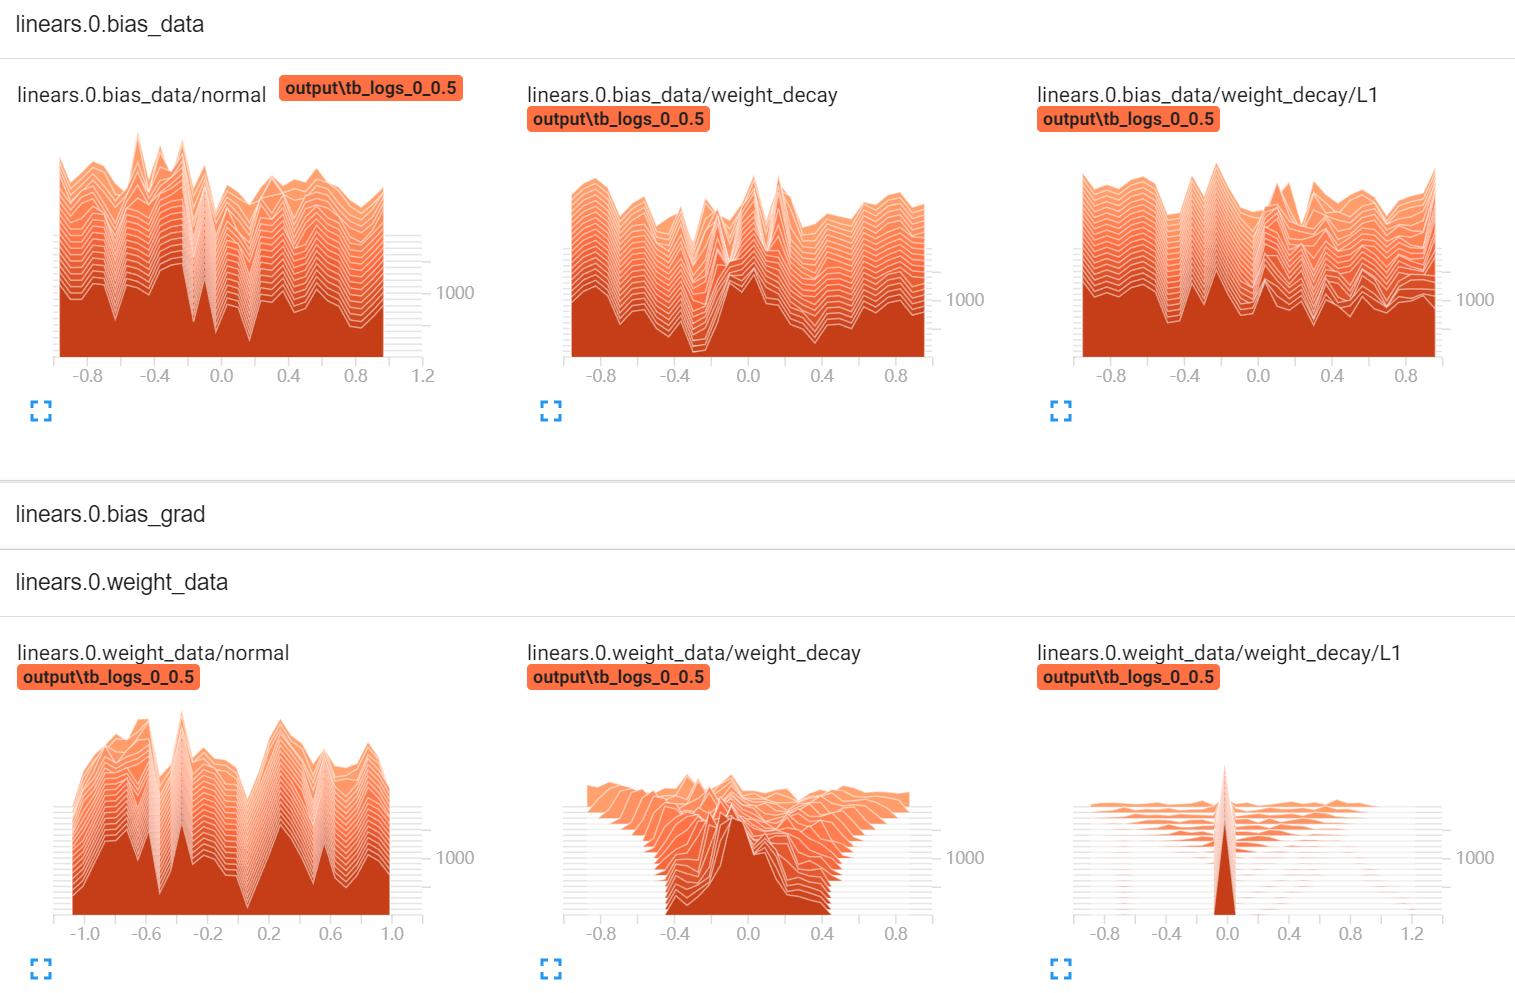 linears.0.bias_data
linears.0.bias_data/normal output\tb_logs_0_0.5
linears.0.bias_data/weight_decay
output\tb_logs_0_0.5
linears.0.bias_data/weight_decay/L1
output\tb_logs_0_0.5
1000
-0.8 -0.4 0.0 0.4 0.8 1.2
1000
-0.8 -0.4 0.0 0.4 0.8
1000
-0.8 -0.4 0.0 0.4 0.8
linears.0.bias_grad
linears.0.weight_data
linears.0.weight_data/normal
output\tb_logs_0_0.5
linears.0.weight_data/weight_decay
output\tb_logs_0_0.5
linears.0.weight_data/weight_decay/L1
output\tb_logs_0_0.5
1000
-1.0 -0.6 -0.2 0.2 0.6 1.0
1000
-0.8 -0.4 0.0 0.4 0.8
1000
-0.8 -0.4 0.0 0.4 0.8 1.2